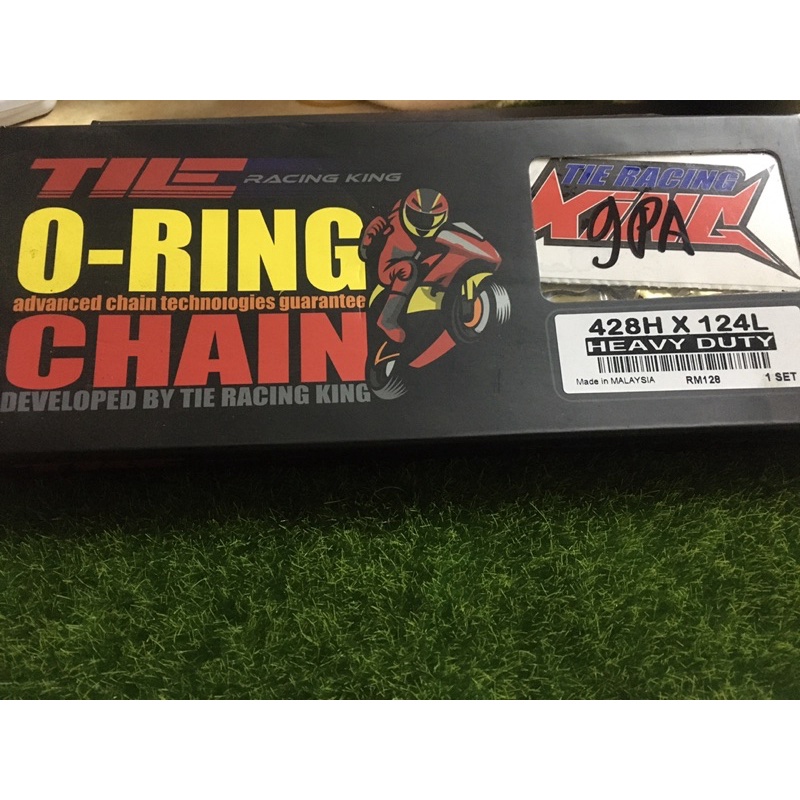 TIE RACING KING
O-RING
advanced chain technologies guarantee
CHAIN
DEVELOPED BY TIE RACING KING
TIE RACING
KING
gPA
428H X 124L
HEAVY DUTY
Made in MALAYSIA RM128 1 SET